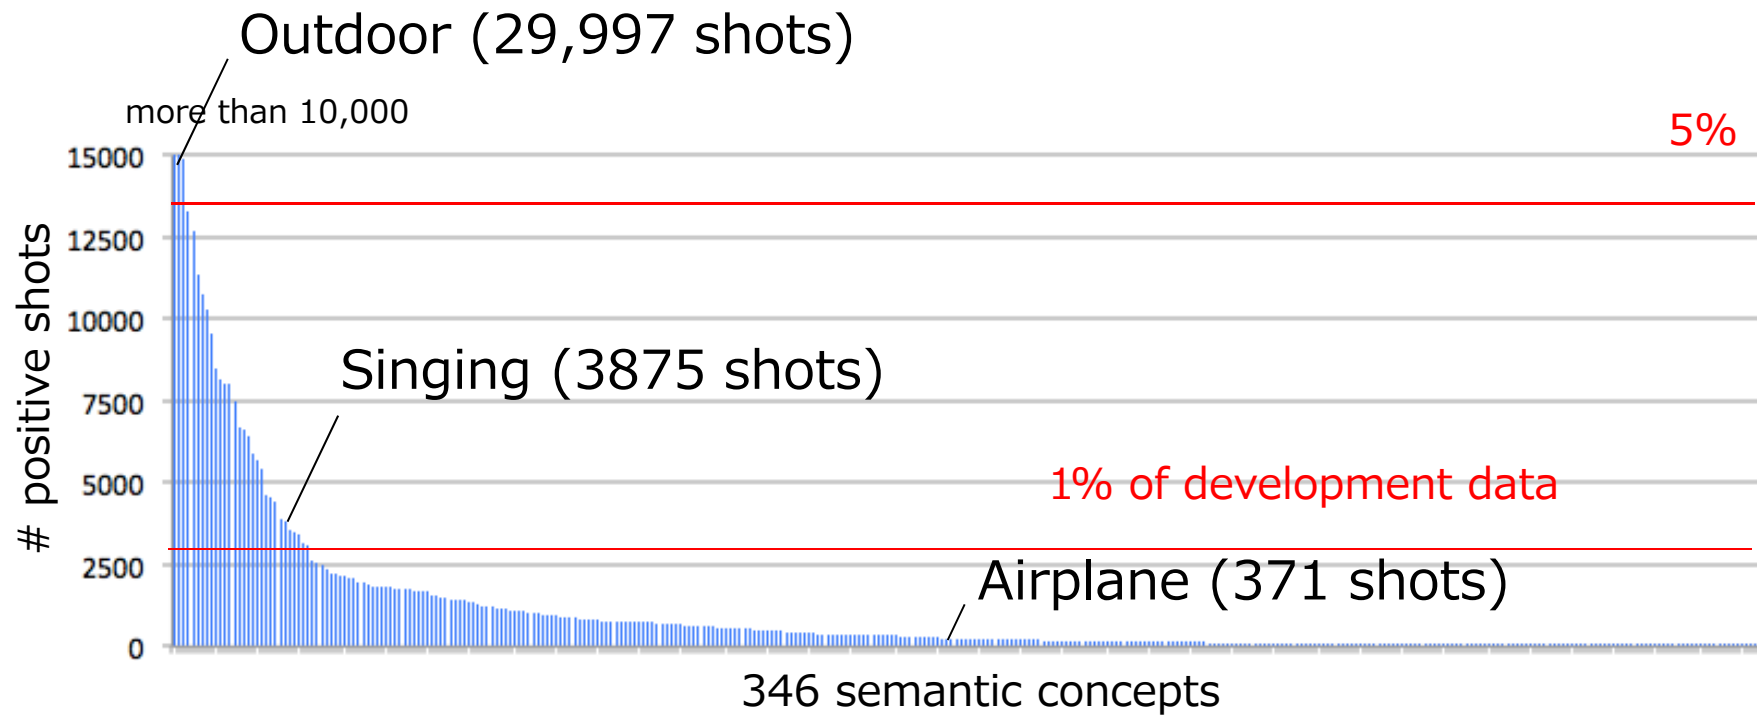 Outdoor (29,997 shots)
more than 10,000
5%
15000
12500
10000
7500
5000
2500
0
# positive shots
Singing (3875 shots)
1% of development data
Airplane (371 shots)
346 semantic concepts